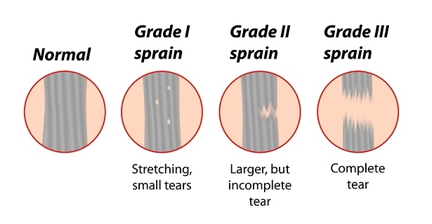 Normal
Grade I
sprain
Grade II
sprain
Grade III
sprain
Stretching,
small tears
Larger, but
incomplete
tear
Complete
tear